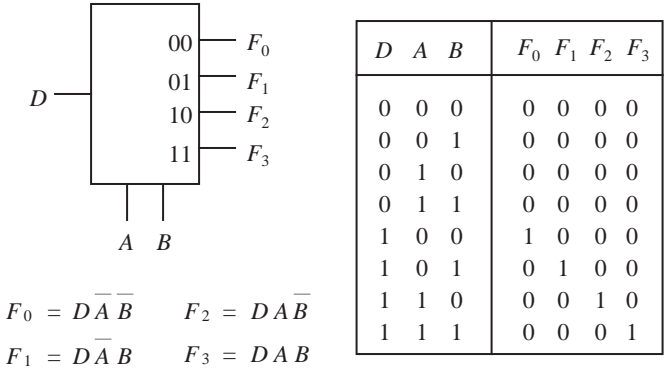 00 F₀
01 F₁
D
10 F₂
11 F₃
A B
F₀ = D A̅ B̅ F₂ = D A B̅
F₁ = D A̅ B F₃ = D A B
D A B F₀ F₁ F₂ F₃
0 0 0 0 0 0 0
0 0 1 0 0 0 0
0 1 0 0 0 0 0
0 1 1 0 0 0 0
1 0 0 1 0 0 0
1 0 1 0 1 0 0
1 1 0 0 0 1 0
1 1 1 0 0 0 1